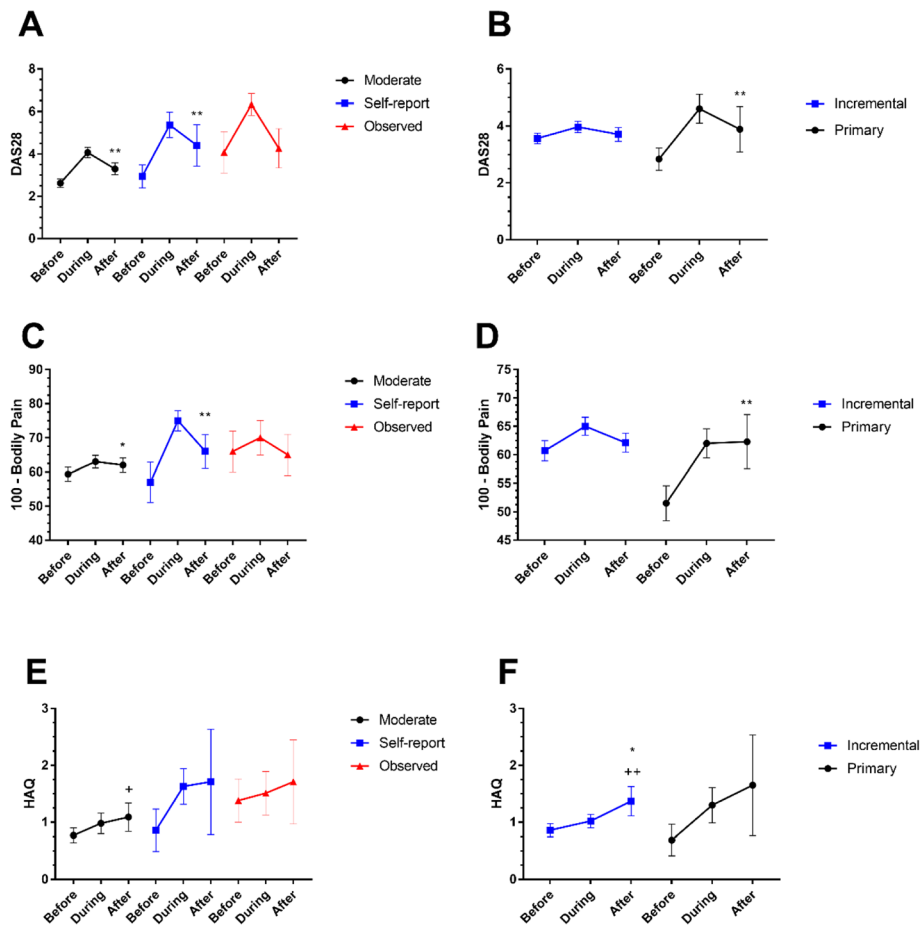 A
DAS28
8
6
4
2
0
Before
During
After
**
Before
During
After
**
Before
During
After
Moderate
Self-report
Observed
B
DAS28
6
4
2
0
Before
During
After
Before
During
After
**
Incremental
Primary
C
100 - Bodily Pain
90
80
70
60
50
40
Before
During
After
*
Before
During
After
**
Before
During
After
Moderate
Self-report
Observed
D
100 - Bodily Pain
75
70
65
60
55
50
45
Before
During
After
Before
During
After
**
Incremental
Primary
E
HAQ
3
2
1
0
Before
During
After
+
Before
During
After
Before
During
After
Moderate
Self-report
Observed
F
HAQ
3
2
1
0
Before
During
After
*
++
Before
During
After
Incremental
Primary